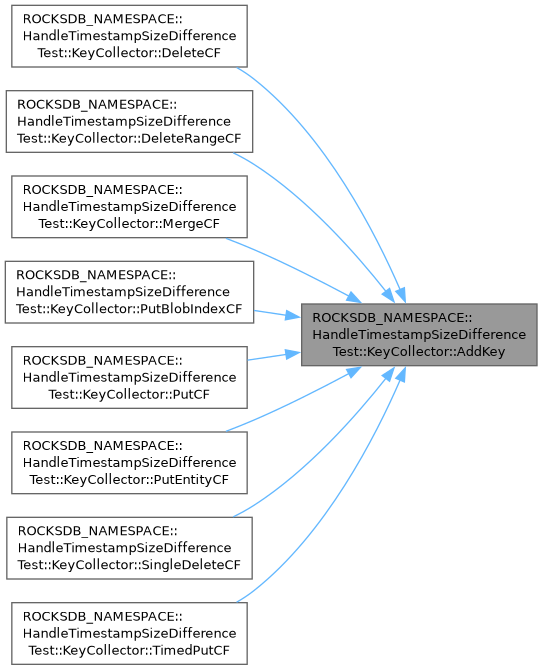 ROCKSDB_NAMESPACE::
HandleTimestampSizeDifference
Test::KeyCollector::DeleteCF
ROCKSDB_NAMESPACE::
HandleTimestampSizeDifference
Test::KeyCollector::DeleteRangeCF
ROCKSDB_NAMESPACE::
HandleTimestampSizeDifference
Test::KeyCollector::MergeCF
ROCKSDB_NAMESPACE::
HandleTimestampSizeDifference
Test::KeyCollector::PutBlobIndexCF
ROCKSDB_NAMESPACE::
HandleTimestampSizeDifference
Test::KeyCollector::AddKey
ROCKSDB_NAMESPACE::
HandleTimestampSizeDifference
Test::KeyCollector::PutCF
ROCKSDB_NAMESPACE::
HandleTimestampSizeDifference
Test::KeyCollector::PutEntityCF
ROCKSDB_NAMESPACE::
HandleTimestampSizeDifference
Test::KeyCollector::SingleDeleteCF
ROCKSDB_NAMESPACE::
HandleTimestampSizeDifference
Test::KeyCollector::TimedPutCF